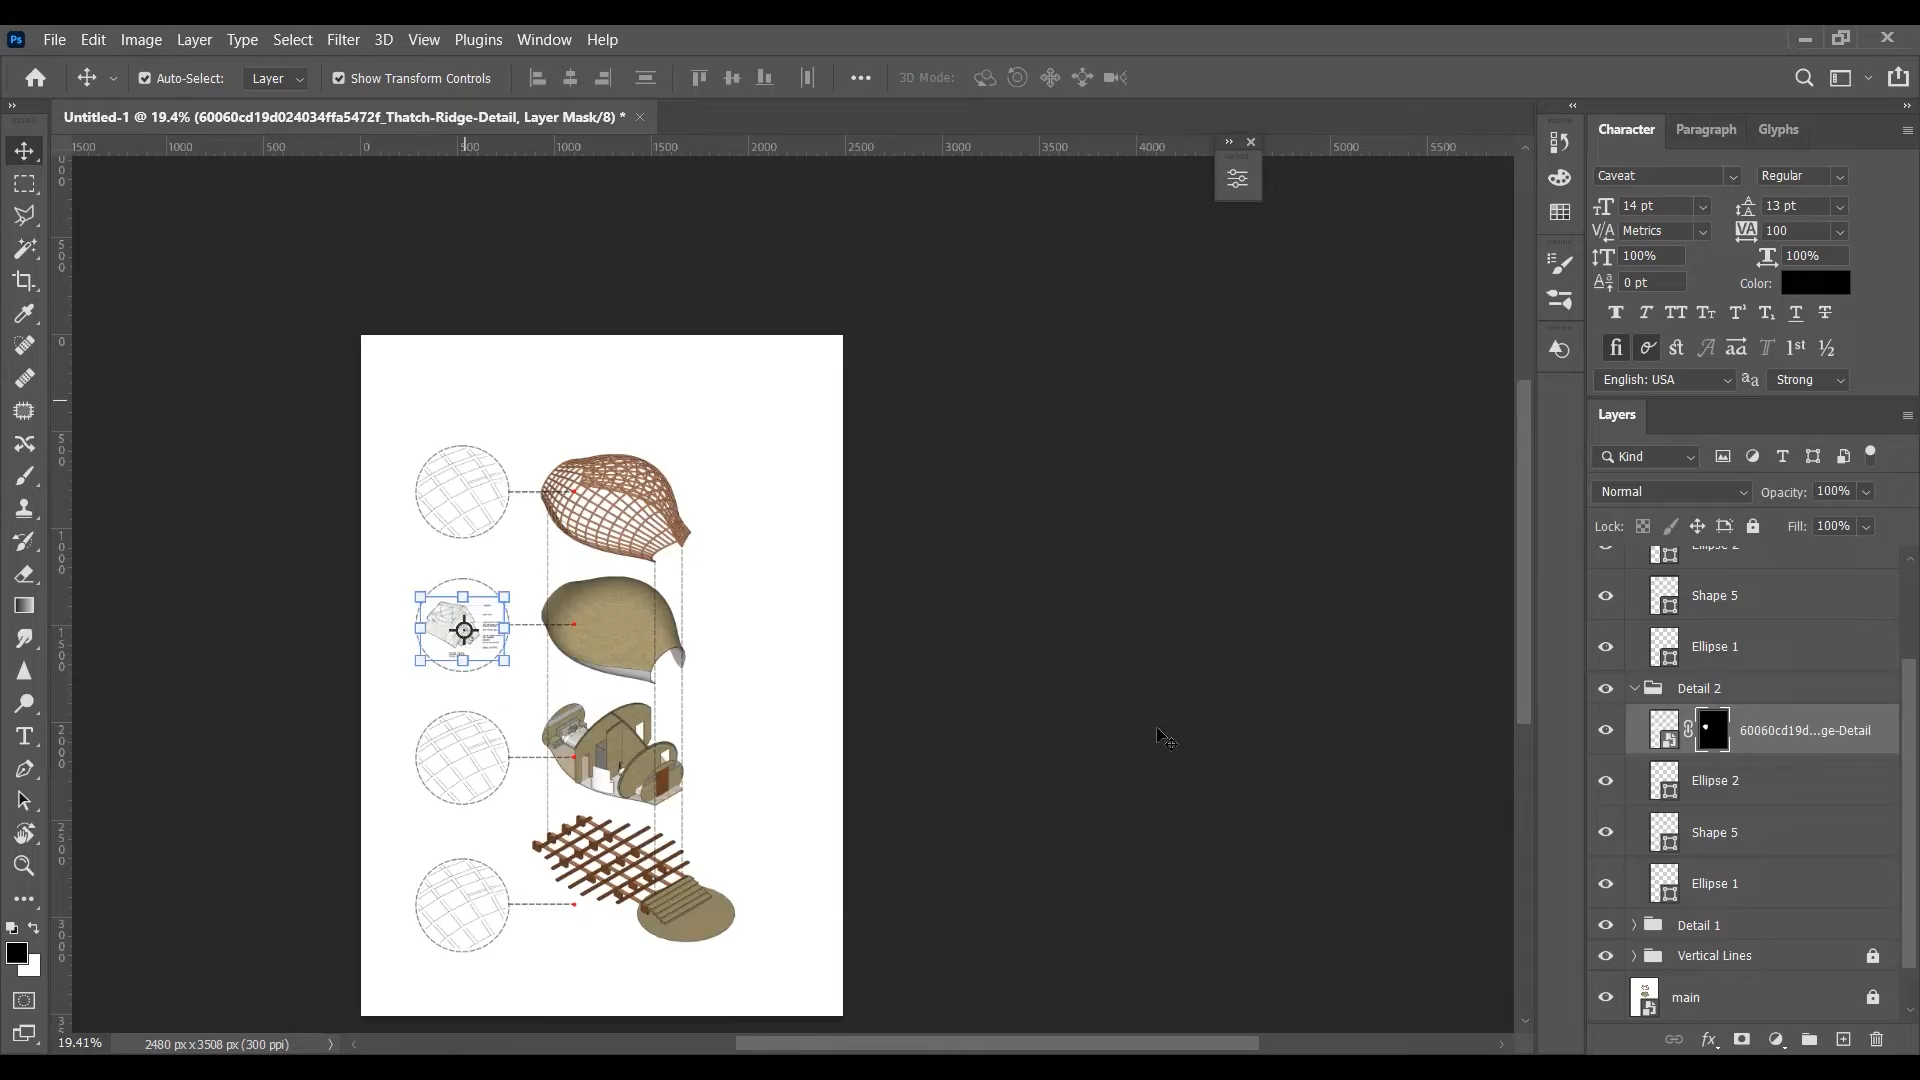 Ps File Edit Image Layer Type Select Filter 3D View Plugins Window Help
Auto-Select: Layer Show Transform Controls 3D Mode:
Untitled-1 @ 19.4% (60060cd19d024034ffa5472f_Thatch-Ridge-Detail, Layer Mask/8) *
1500 1000 500 0 500 1000 1500 2000 2500 3000 3500 4000 5000 5500
Character Paragraph Glyphs
Caveat Regular
14 pt 13 pt
Metrics 100
100% 100%
0 pt Color:
English: USA Strong
Layers
Kind
Normal Opacity: 100%
Lock: Fill: 100%
Ellipse 2
Shape 5
Ellipse 1
Detail 2
60060cd19d...ge-Detail
Ellipse 2
Shape 5
Ellipse 1
Detail 1
Vertical Lines
main
19.41% 2480 px x 3508 px (300 ppi)